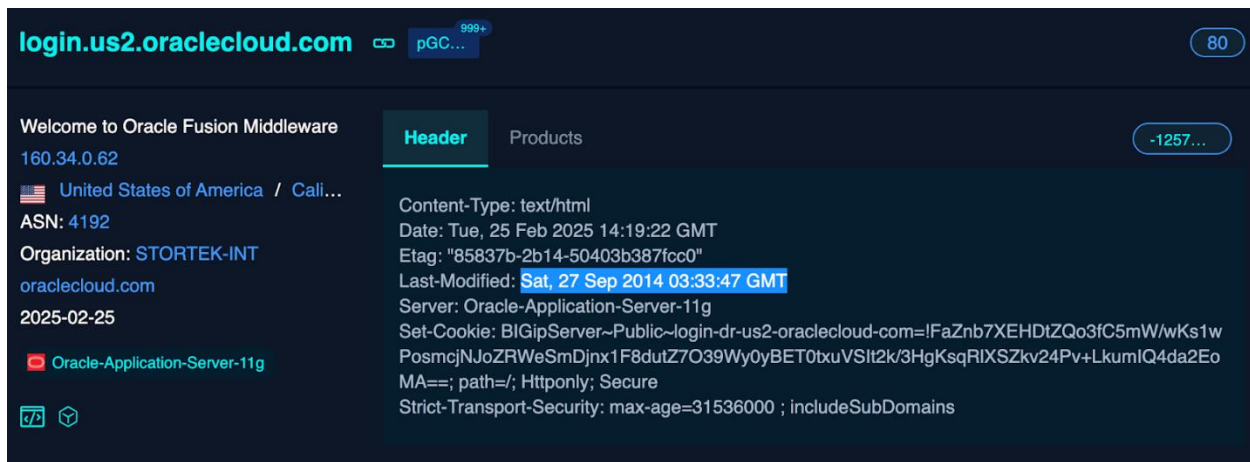 login.us2.oraclecloud.com pGC... 999+ 80
Welcome to Oracle Fusion Middleware
160.34.0.62
United States of America / Cali...
ASN: 4192
Organization: STORTEK-INT
oraclecloud.com
2025-02-25
Oracle-Application-Server-11g
Header Products -1257...
Content-Type: text/html
Date: Tue, 25 Feb 2025 14:19:22 GMT
Etag: "85837b-2b14-50403b387fcc0"
Last-Modified: Sat, 27 Sep 2014 03:33:47 GMT
Server: Oracle-Application-Server-11g
Set-Cookie: BIGipServer~Public~login-dr-us2-oraclecloud-com=!FaZnb7XEHDtZQo3fC5mW/wKs1w
PosmcjNJoZRWeSmDjnx1F8dutZ7O39Wy0yBET0txuVSIt2k/3HgKsqRIXSZkv24Pv+LkumIQ4da2Eo
MA==; path=/; Httponly; Secure
Strict-Transport-Security: max-age=31536000 ; includeSubDomains